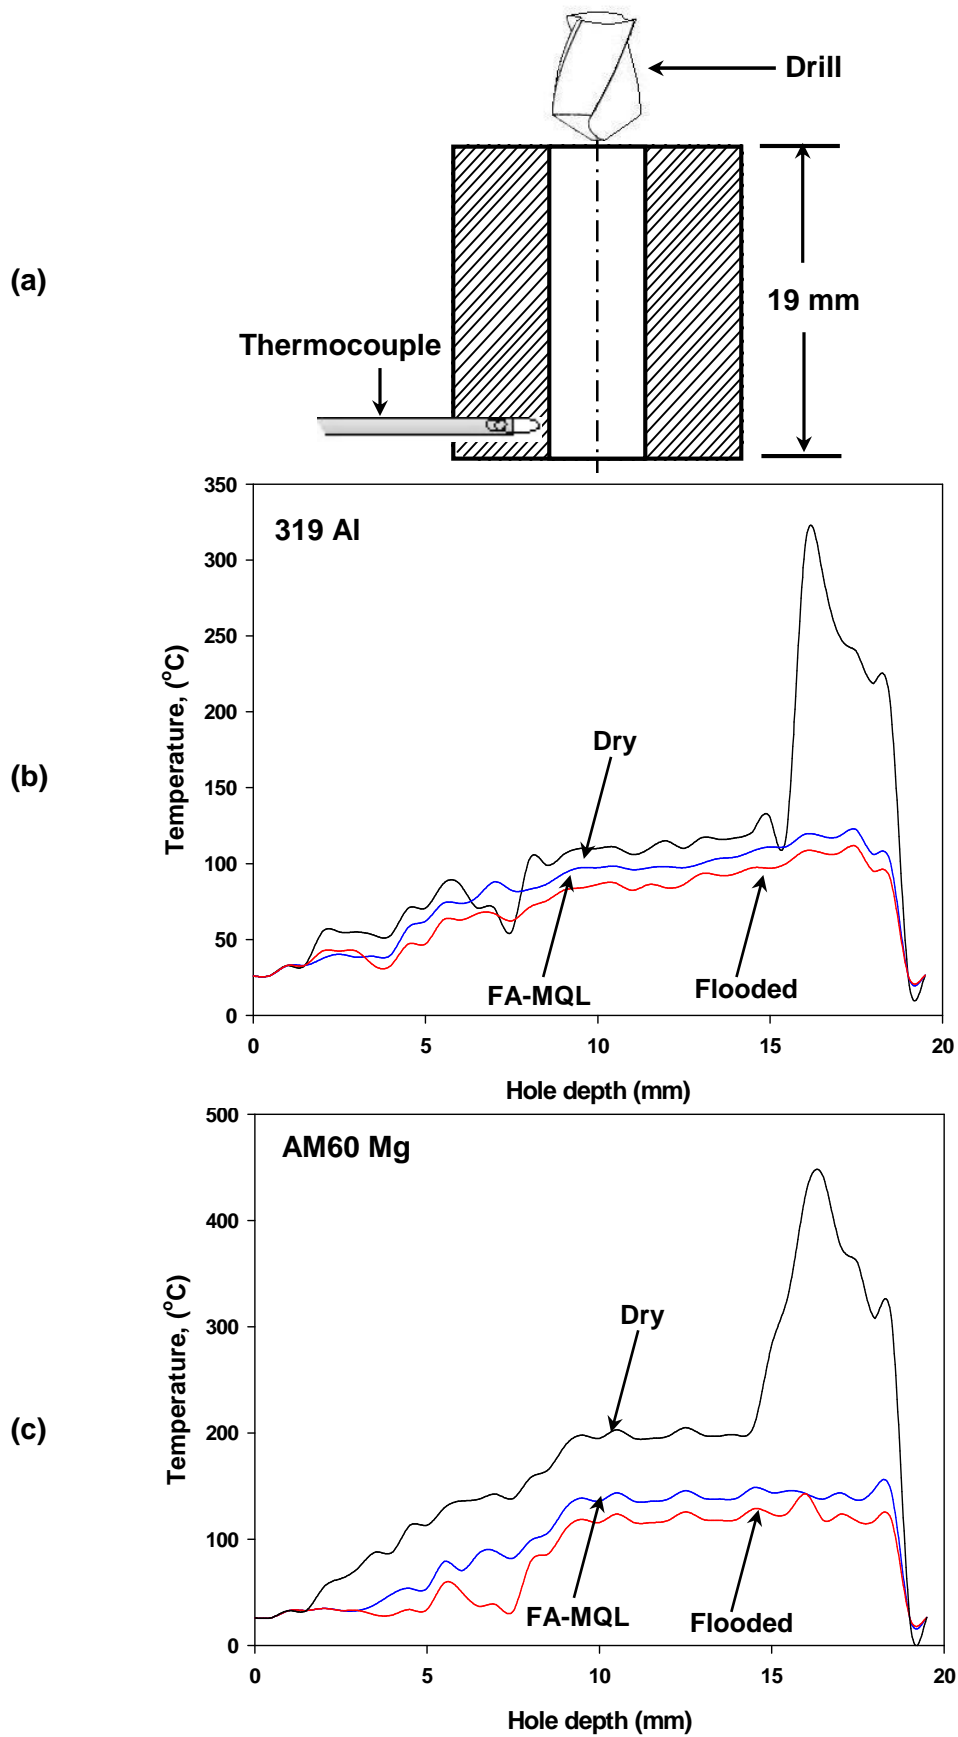 Drill
(a)
19 mm
Thermocouple
350
319 Al
300
250
Temperature, (°C)
200
Dry
(b)
150
100
50
FA-MQL
Flooded
0
0 5 10 15 20
Hole depth (mm)
500
AM60 Mg
400
Temperature, (°C)
300
Dry
(c)
200
100
FA-MQL
Flooded
0
0 5 10 15 20
Hole depth (mm)